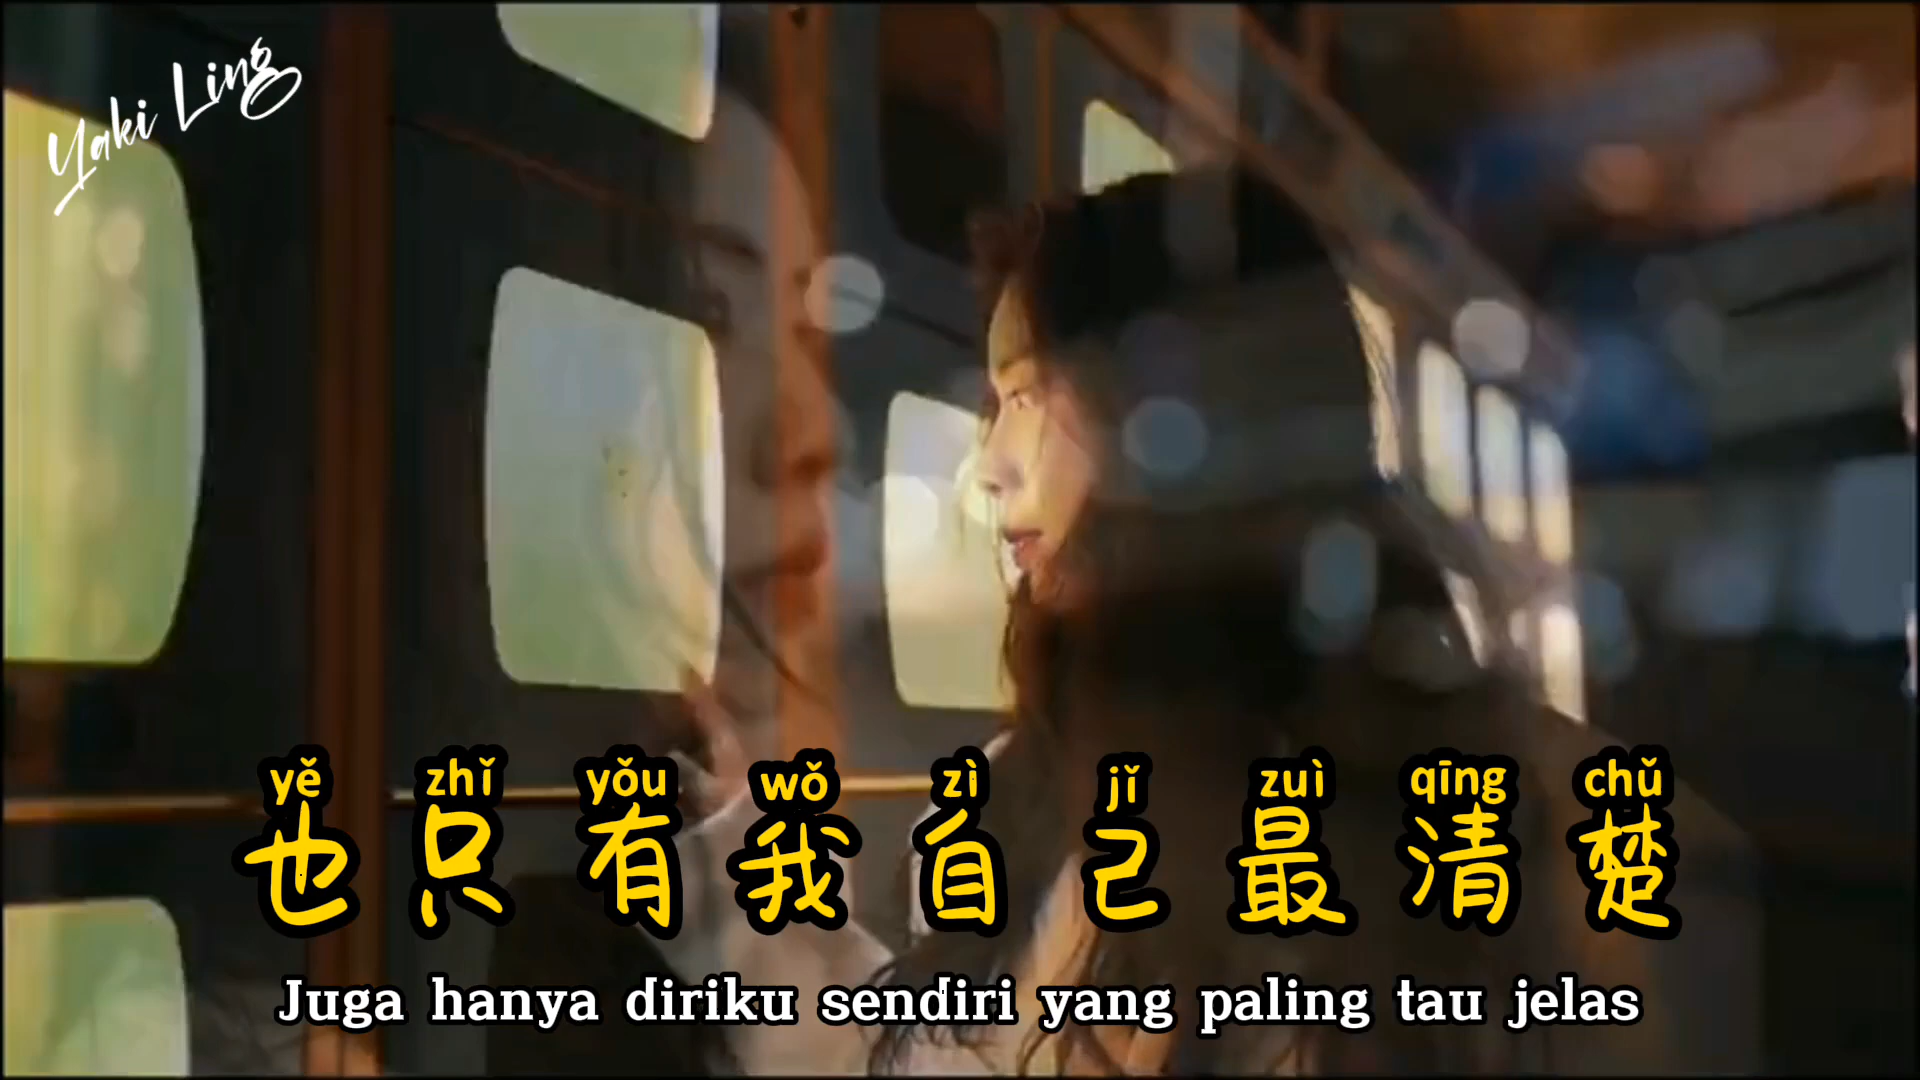 Yaki Ling
yě zhǐ yǒu wǒ zì jǐ zuì qīng chǔ
也只有我自己最清楚
Juga hanya diriku sendiri yang paling tau jelas